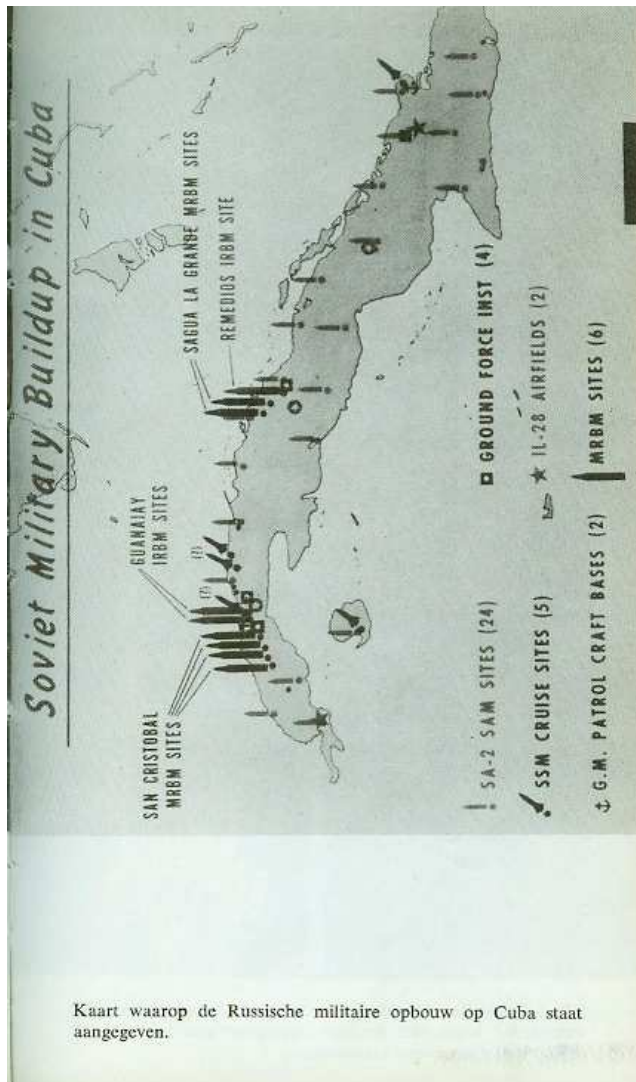 Soviet Military Buildup in Cuba
SAN CRISTOBAL
MRBM SITES
GUANAJAY
IRBM SITES
SAGUA LA GRANDE MRBM SITES
REMEDIOS IRBM SITE
(?)
(?)
SA-2 SAM SITES (24)
GROUND FORCE INST (4)
SSM CRUISE SITES (5)
IL-28 AIRFIELDS (2)
G.M. PATROL CRAFT BASES (2)
MRBM SITES (6)
Kaart waarop de Russische militaire opbouw op Cuba staat
aangegeven.